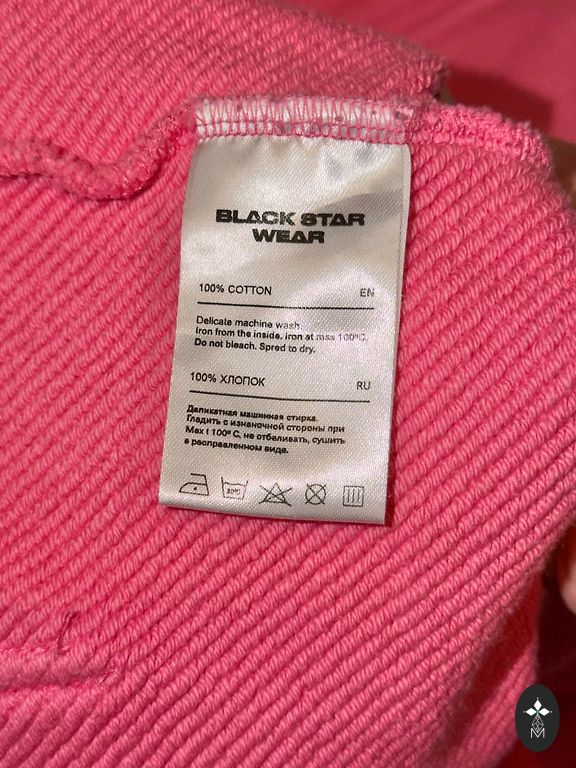 BLACK STAR
WEAR
100% COTTON EN
Delicate machine wash.
Iron from the inside. Iron at mas 100°C.
Do not bleach. Spred to dry.
100% ХЛОПОК RU
Деликатная машинная стирка.
Гладить с изнаночной стороны при
Max t 100° C, не отбеливать, сушить
в расправленном виде.
30°C
M